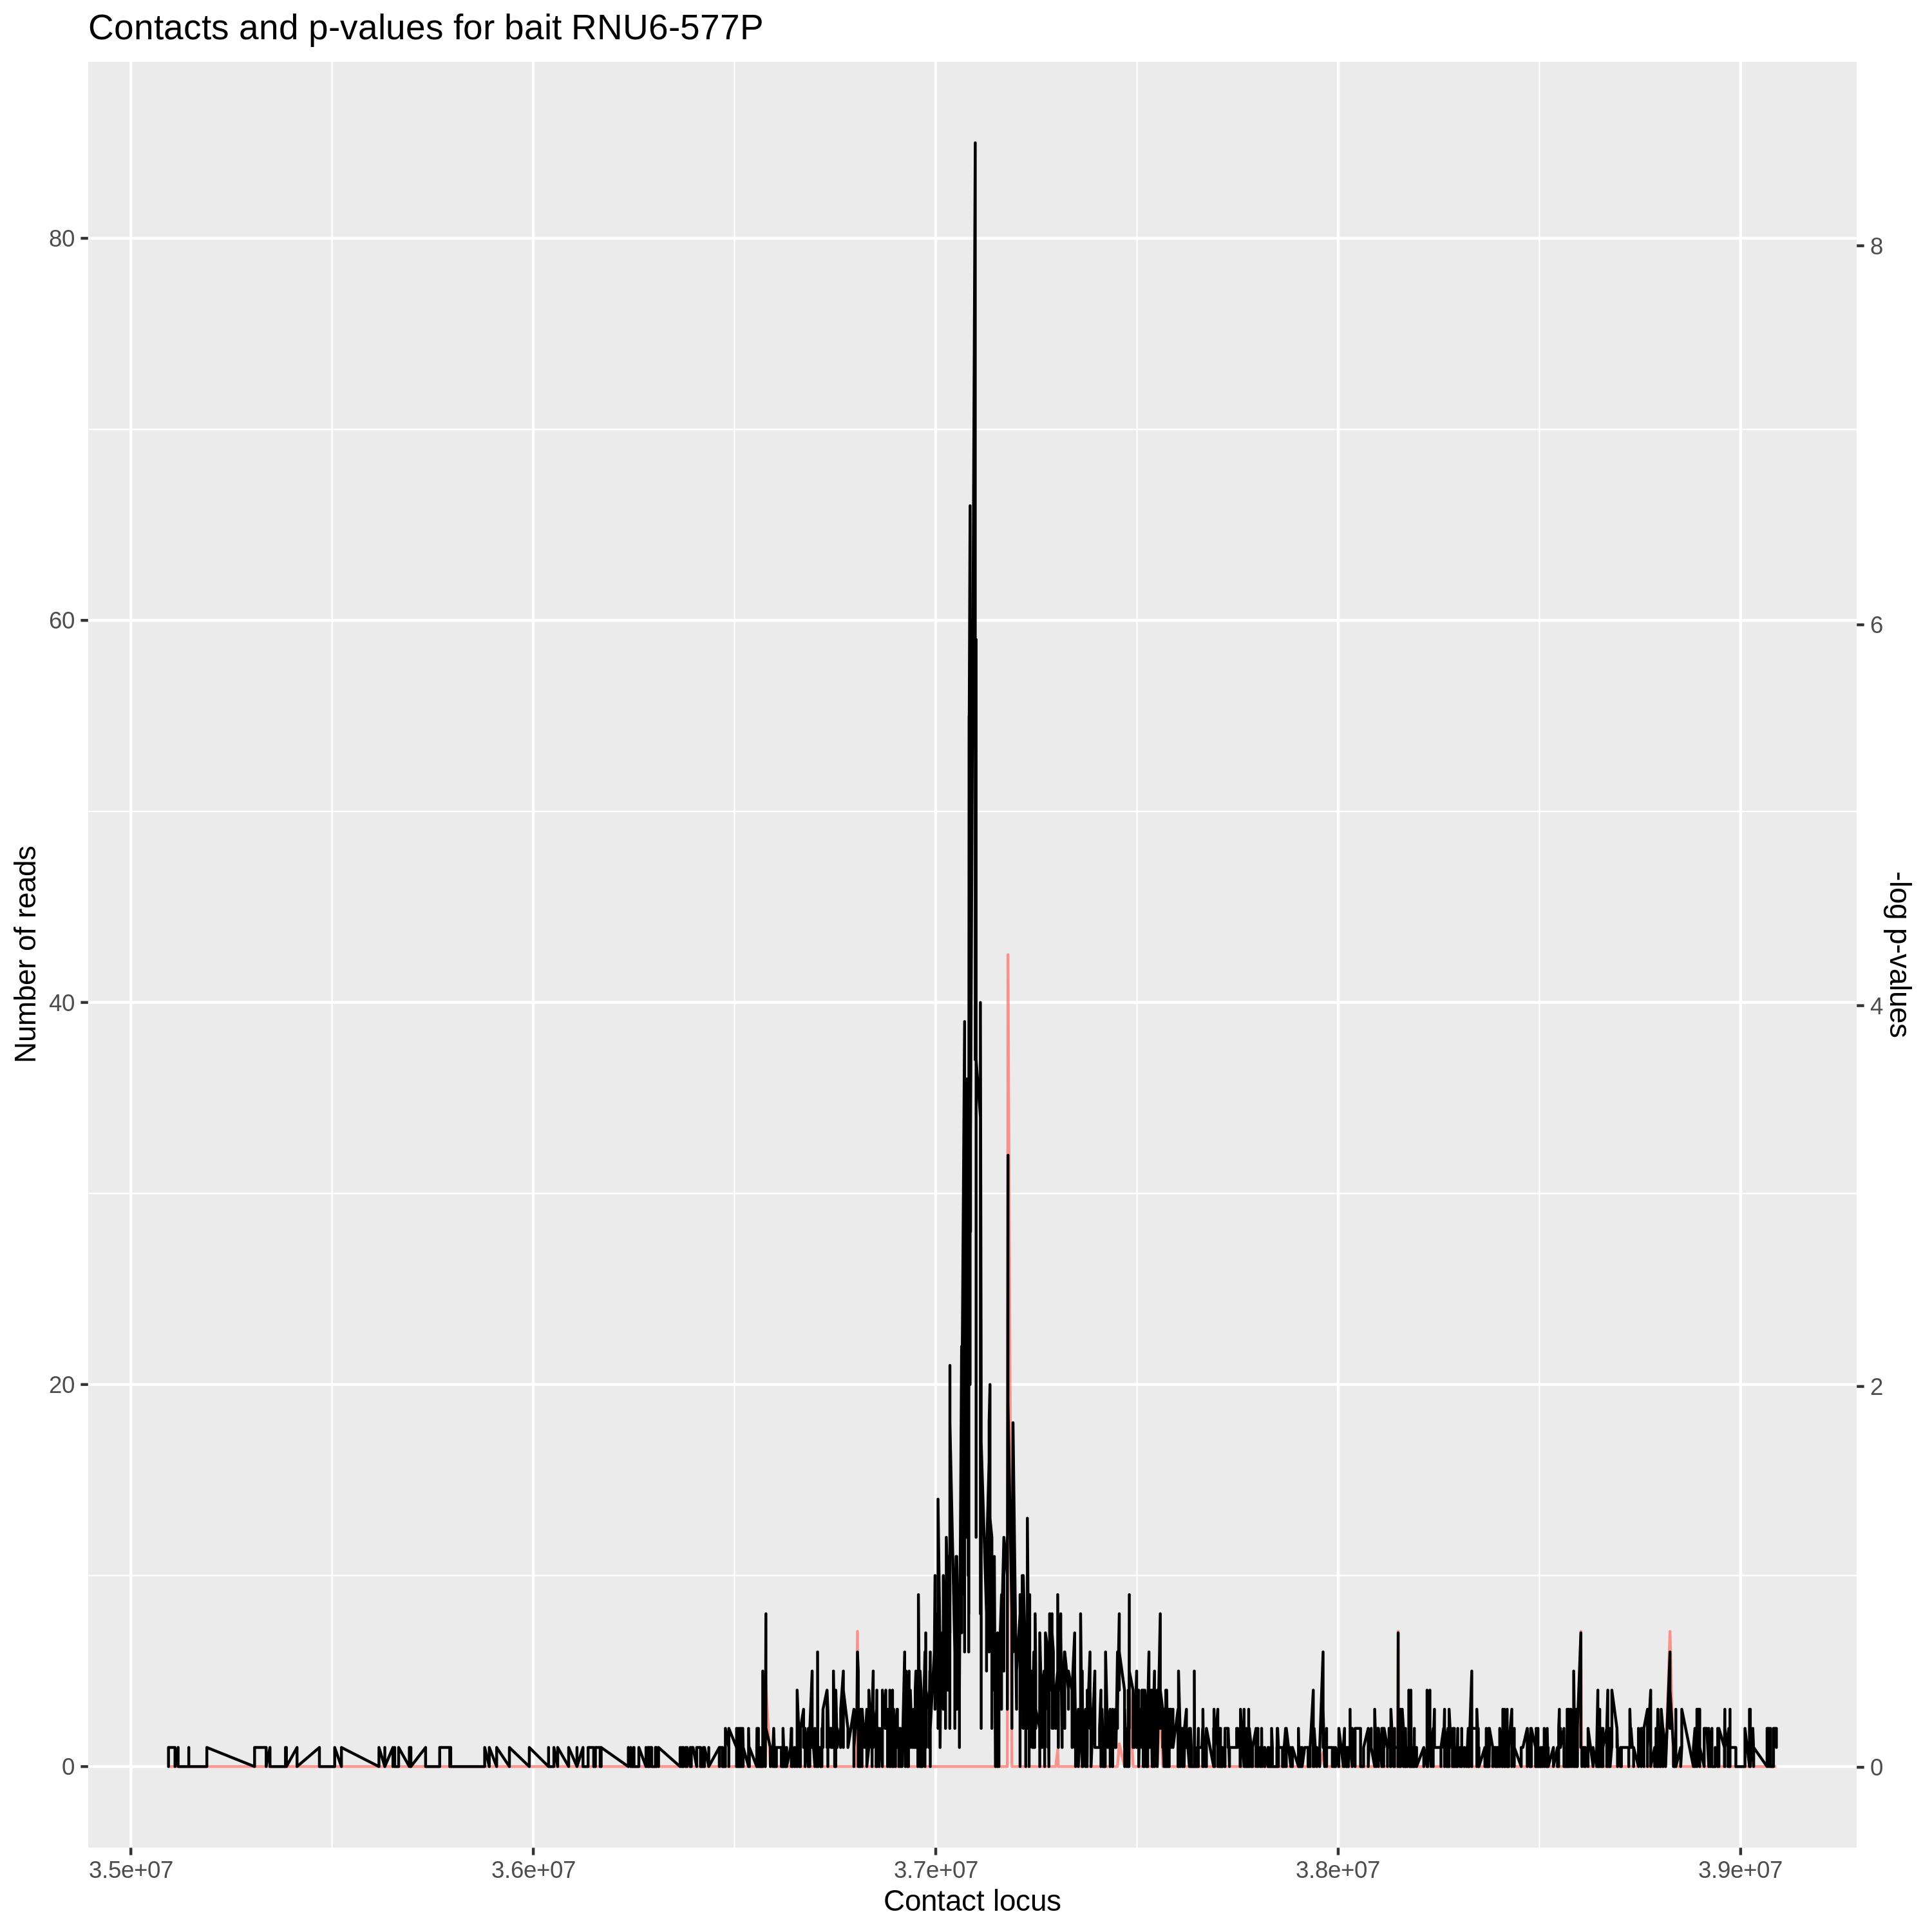 Contacts and p-values for bait RNU6-577P
Number of reads
80
60
40
20
0
8
6
4
2
0
-log p-values
3.5e+07
3.6e+07
3.7e+07
3.8e+07
3.9e+07
Contact locus